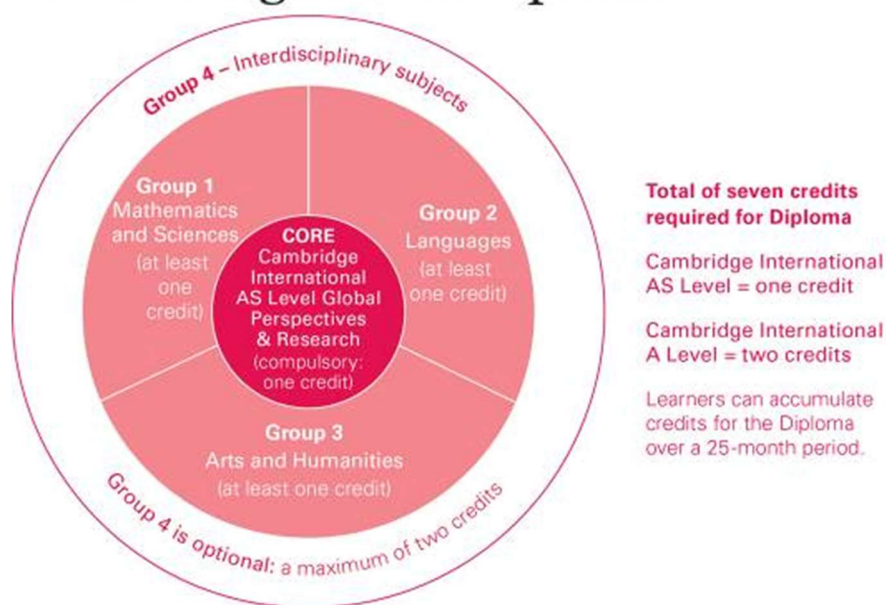 Group 4 – Interdisciplinary subjects
Group 1
Mathematics
and Sciences
(at least
one
credit)
Group 2
Languages
(at least
one credit)
CORE
Cambridge
International
AS Level Global
Perspectives
& Research
(compulsory:
one credit)
Group 3
Arts and Humanities
(at least one credit)
Group 4 is optional: a maximum of two credits
Total of seven credits
required for Diploma
Cambridge International
AS Level = one credit
Cambridge International
A Level = two credits
Learners can accumulate
credits for the Diploma
over a 25-month period.